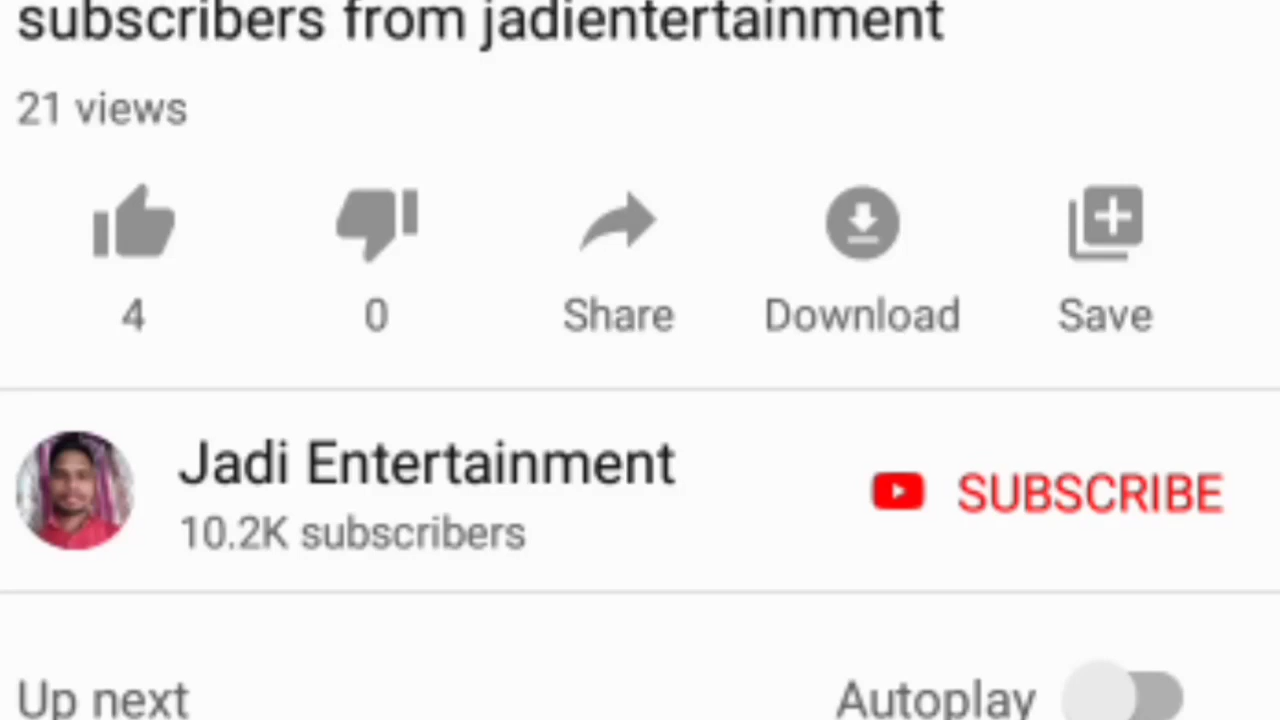 subscribers from jadientertainment
21 views
4 0 Share Download Save
Jadi Entertainment
10.2K subscribers
SUBSCRIBE
Up next Autoplay